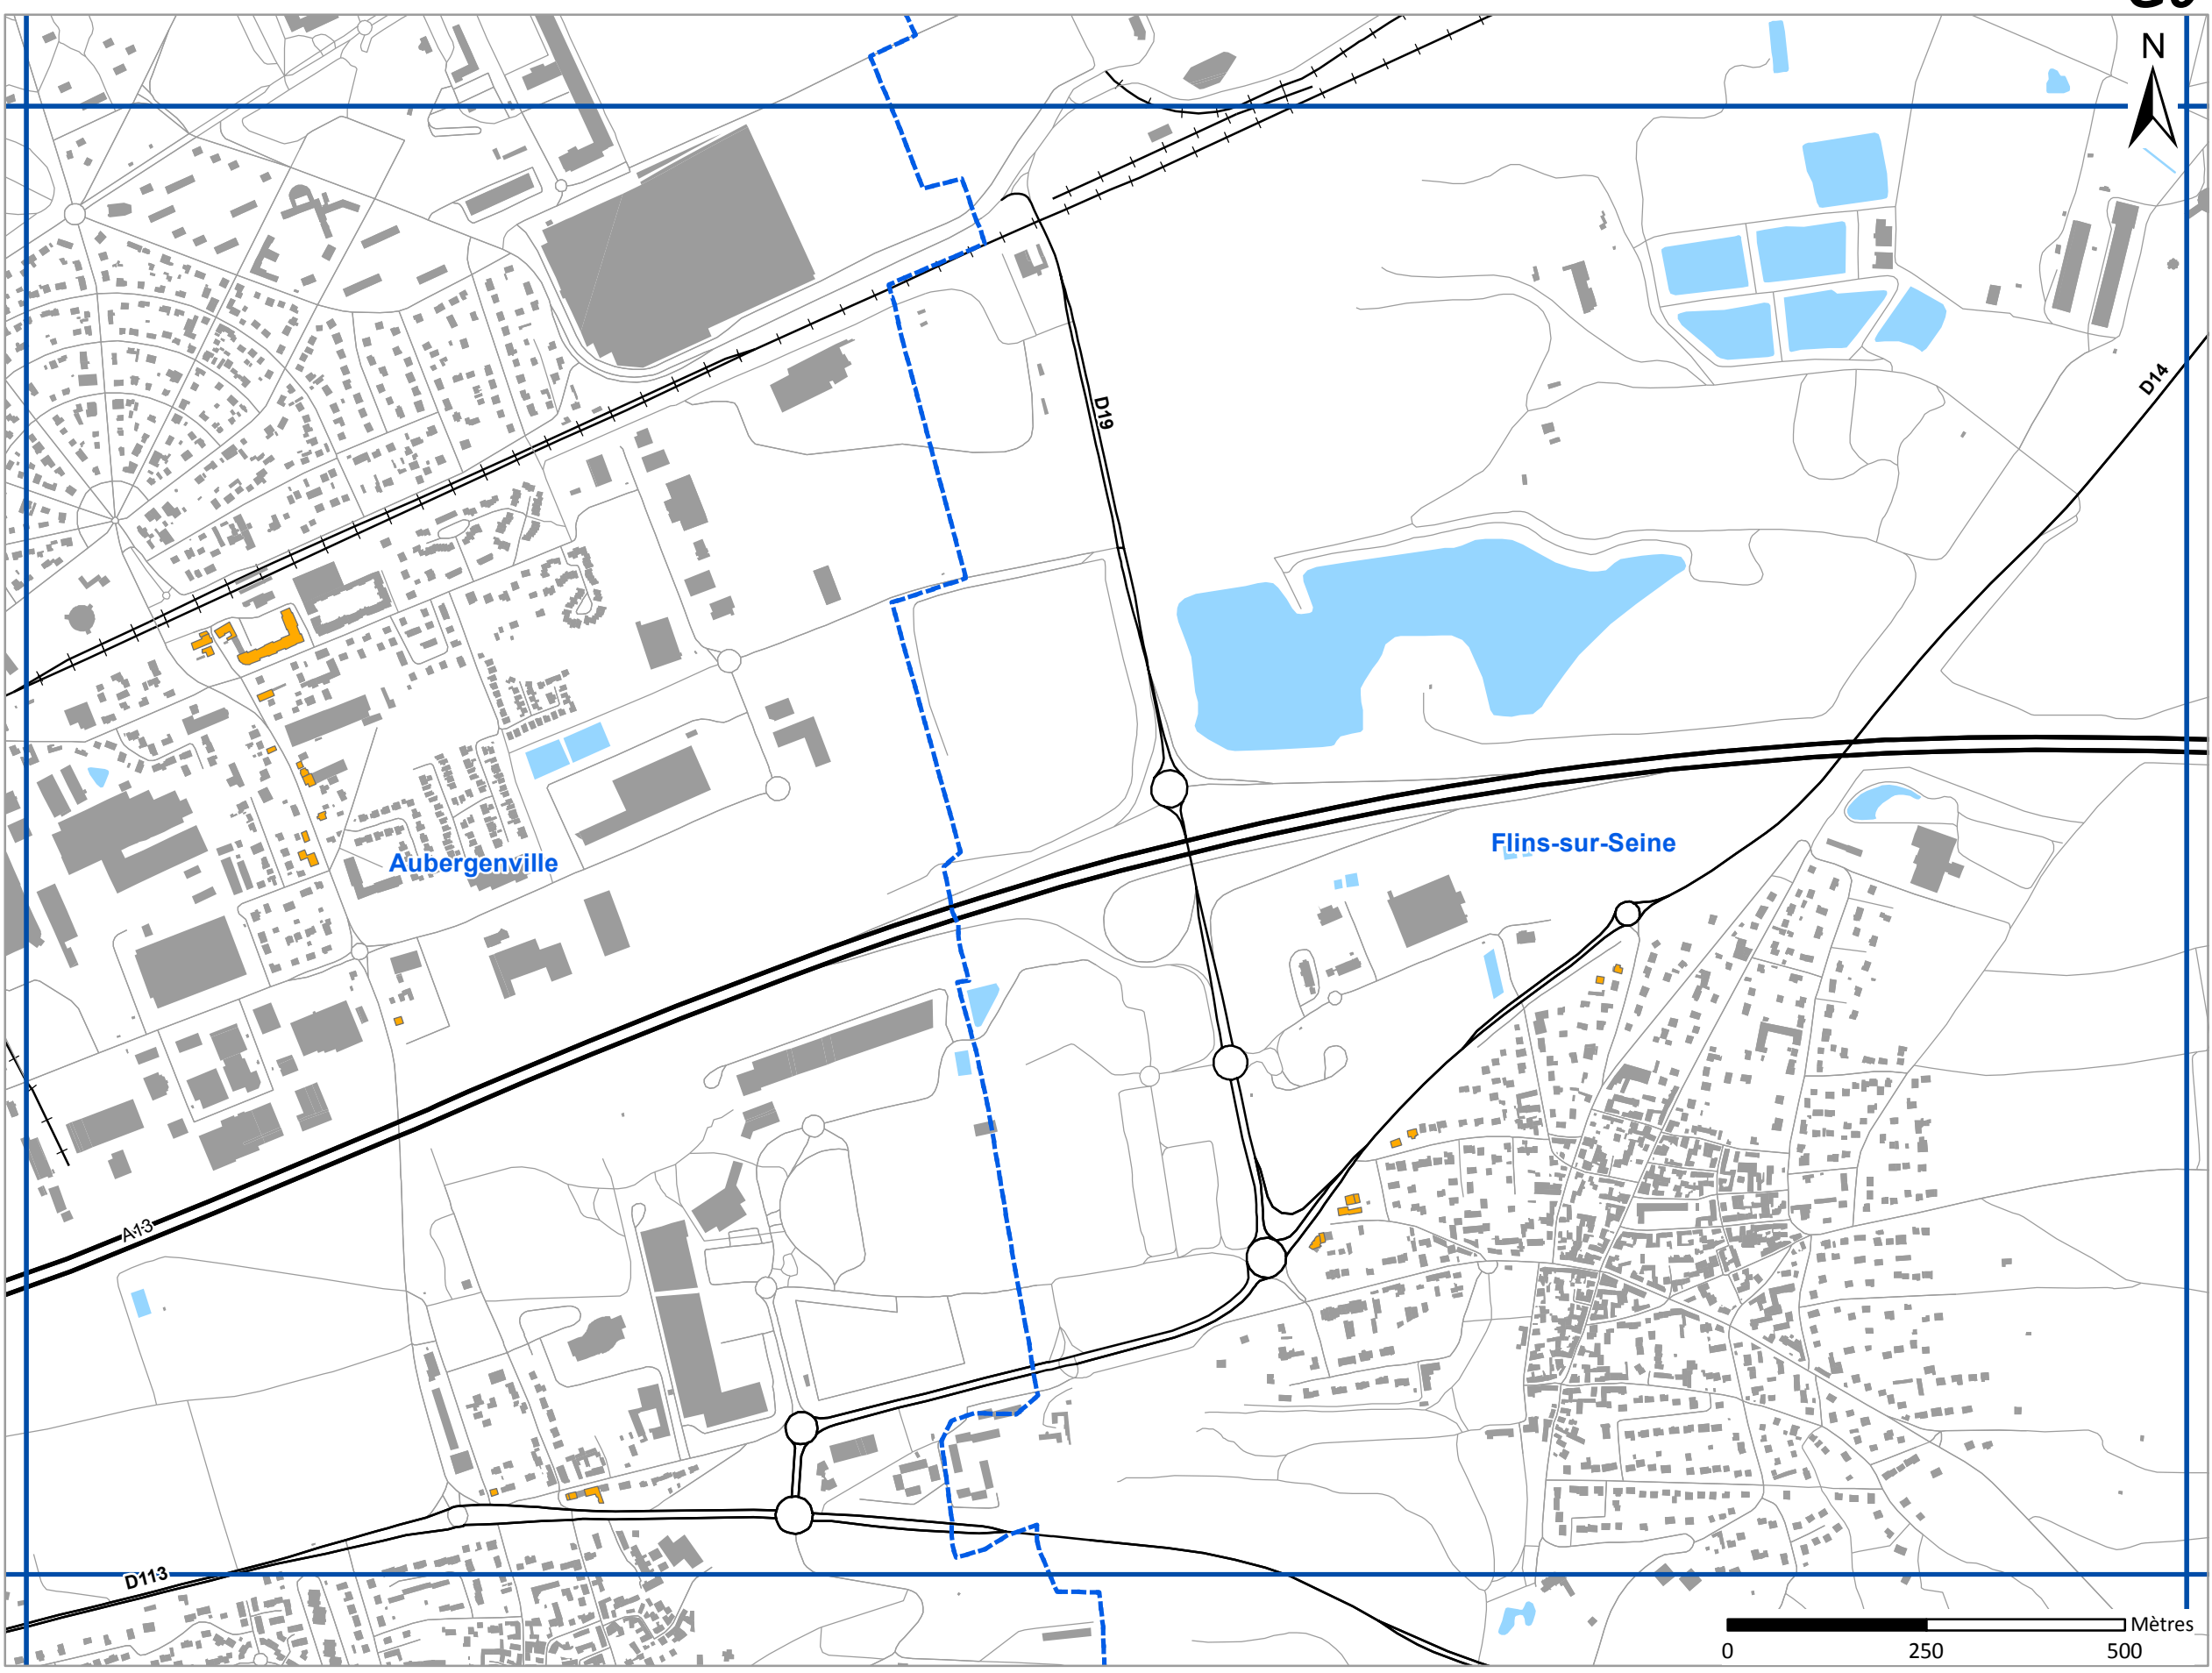 N
D14
D19
Flins-sur-Seine
Aubergenville
A13
D113
Mètres
0 250 500